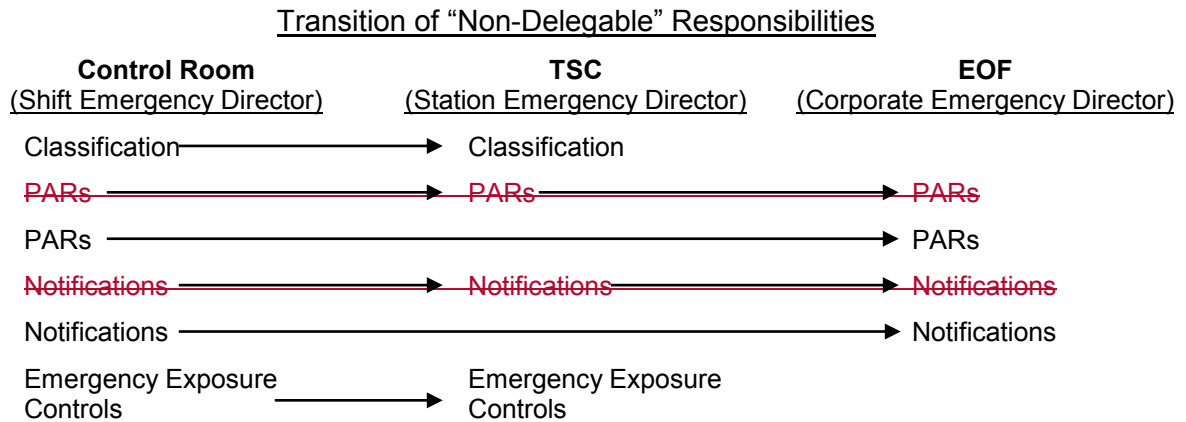 Transition of “Non-Delegable” Responsibilities
Control Room TSC EOF
(Shift Emergency Director) (Station Emergency Director) (Corporate Emergency Director)
Classification Classification
PARs PARs PARs
PARs PARs
Notifications Notifications Notifications
Notifications Notifications
Emergency Exposure Emergency Exposure
Controls Controls